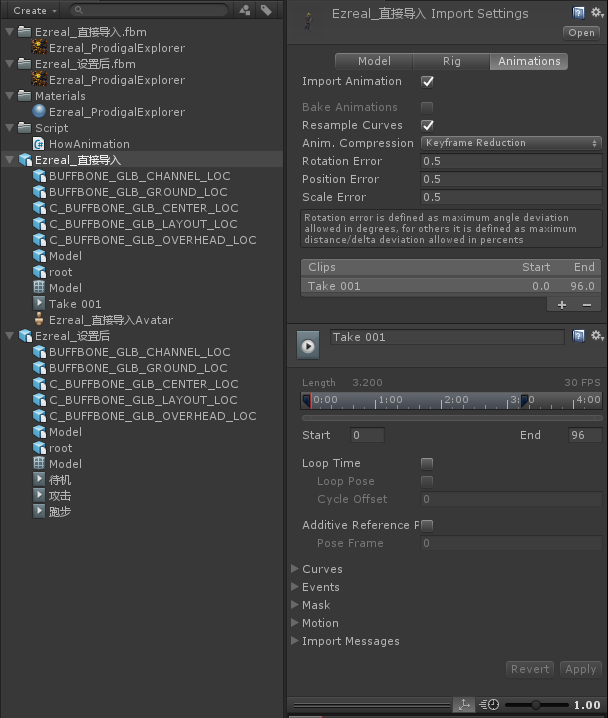 Create
Ezreal_直接导入.fbm
Ezreal_ProdigalExplorer
Ezreal_设置后.fbm
Ezreal_ProdigalExplorer
Materials
Ezreal_ProdigalExplorer
Script
HowAnimation
Ezreal_直接导入
BUFFBONE_GLB_CHANNEL_LOC
BUFFBONE_GLB_GROUND_LOC
C_BUFFBONE_GLB_CENTER_LOC
C_BUFFBONE_GLB_LAYOUT_LOC
C_BUFFBONE_GLB_OVERHEAD_LOC
Model
root
Model
Take 001
Ezreal_直接导入Avatar
Ezreal_设置后
BUFFBONE_GLB_CHANNEL_LOC
BUFFBONE_GLB_GROUND_LOC
C_BUFFBONE_GLB_CENTER_LOC
C_BUFFBONE_GLB_LAYOUT_LOC
C_BUFFBONE_GLB_OVERHEAD_LOC
Model
root
Model
待机
攻击
跑步
Ezreal_直接导入 Import Settings
Open
Model Rig Animations
Import Animation
Bake Animations
Resample Curves
Anim. Compression Keyframe Reduction
Rotation Error 0.5
Position Error 0.5
Scale Error 0.5
Rotation error is defined as maximum angle deviation
allowed in degrees, for others it is defined as maximum
distance/delta deviation allowed in percents
Clips Start End
Take 001 0.0 96.0
Take 001
Length 3.200 30 FPS
0:00 1:00 2:00 3:00 4:00
Start 0 End 96
Loop Time
Loop Pose
Cycle Offset 0
Additive Reference P
Pose Frame 0
Curves
Events
Mask
Motion
Import Messages
Revert Apply
1.00